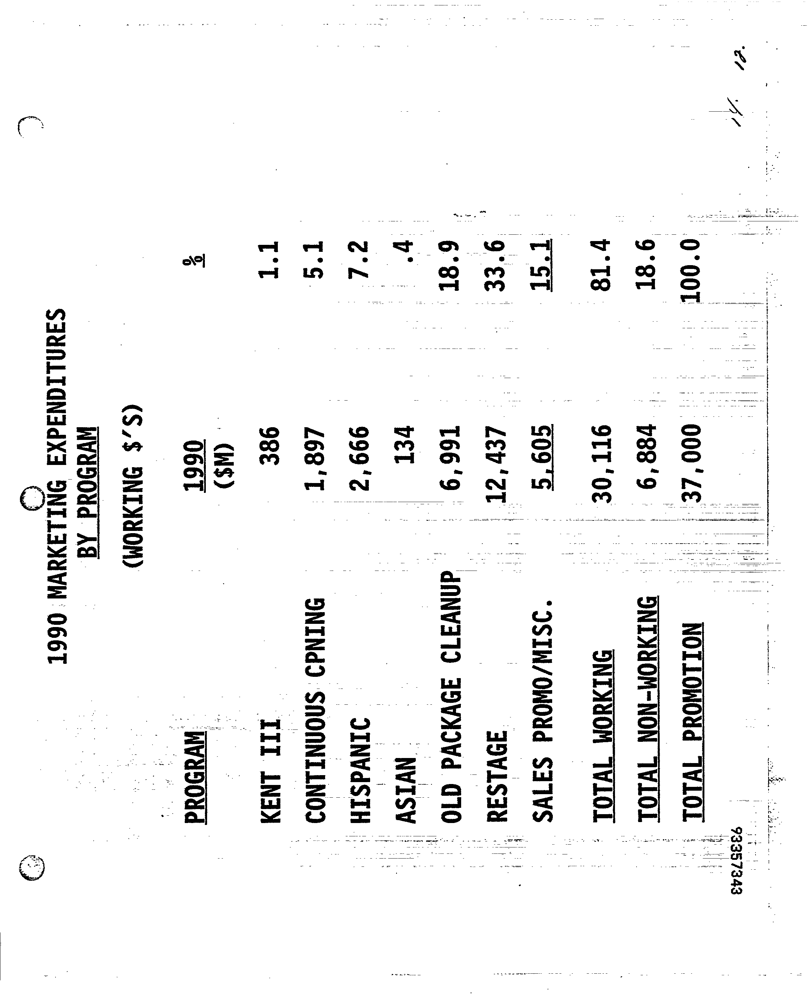 1990 MARKETING EXPENDITURES
BY PROGRAM
(WORKING $'S)
PROGRAM 1990 %
($M)
KENT III 386 1.1
CONTINUOUS CPNING 1,897 5.1
HISPANIC 2,666 7.2
ASIAN 134 .4
OLD PACKAGE CLEANUP 6,991 18.9
RESTAGE 12,437 33.6
SALES PROMO/MISC. 5,605 15.1
TOTAL WORKING 30,116 81.4
TOTAL NON-WORKING 6,884 18.6
TOTAL PROMOTION 37,000 100.0
14.
12.
93357343